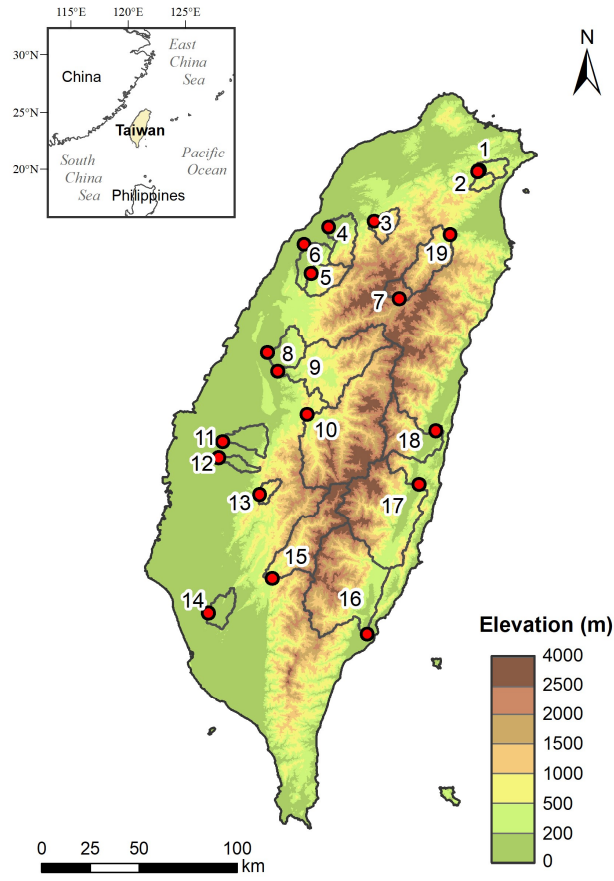 115°E 120°E 125°E
30°N
25°N
20°N
East
China
Sea
China
Taiwan
South
China
Sea
Pacific
Ocean
Philippines
N
1
2
3
4
19
6
5
7
8
9
10
11
18
12
13
17
15
14
16
Elevation (m)
4000
2500
2000
1500
1000
500
200
0
0 25 50 100
km